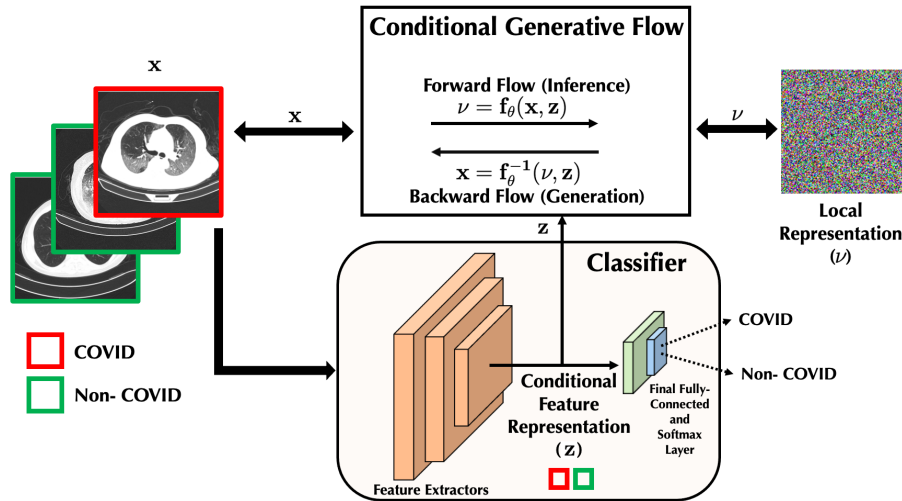 Conditional Generative Flow
x
Forward Flow (Inference)
ν = f_θ(x, z)
x
ν
x = f_θ^{-1}(ν, z)
Backward Flow (Generation)
Local
Representation
(ν)
z
Classifier
COVID
Non- COVID
COVID
Non- COVID
Conditional
Feature
Representation
(z)
Final Fully-
Connected
and
Softmax
Layer
Feature Extractors